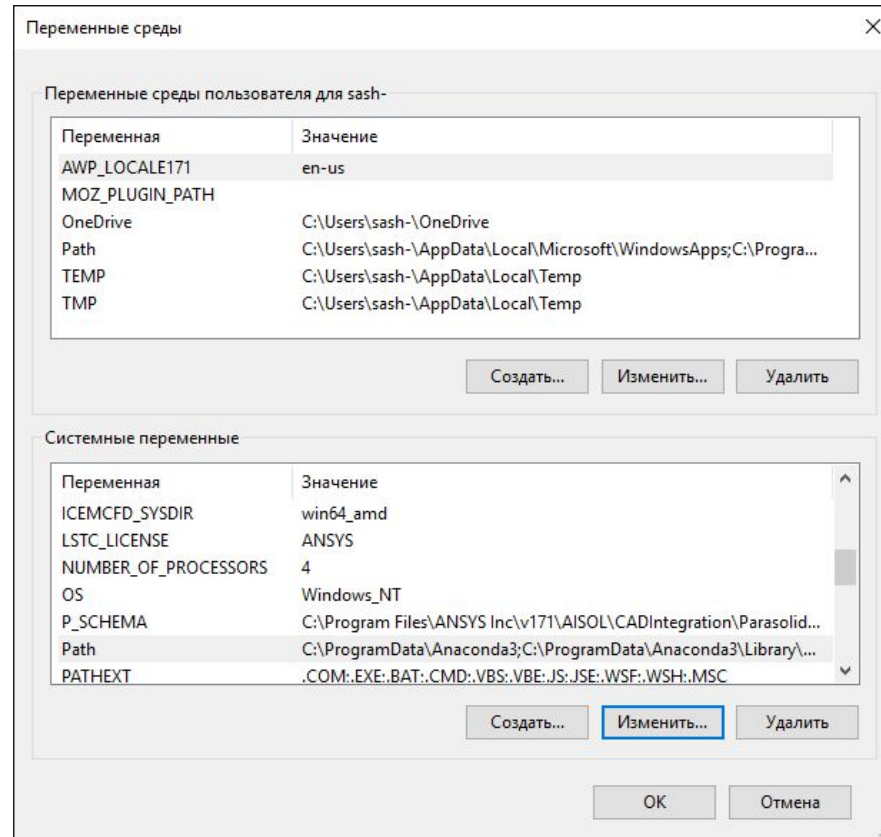 Переменные среды
Переменные среды пользователя для sash-
Переменная Значение
AWP_LOCALE171 en-us
MOZ_PLUGIN_PATH
OneDrive C:\Users\sash-\OneDrive
Path C:\Users\sash-\AppData\Local\Microsoft\WindowsApps;C:\Progra...
TEMP C:\Users\sash-\AppData\Local\Temp
TMP C:\Users\sash-\AppData\Local\Temp
Создать... Изменить... Удалить
Системные переменные
Переменная Значение
ICEMCFD_SYSDIR win64_amd
LSTC_LICENSE ANSYS
NUMBER_OF_PROCESSORS 4
OS Windows_NT
P_SCHEMA C:\Program Files\ANSYS Inc\v171\AISOL\CADIntegration\Parasolid...
Path C:\ProgramData\Anaconda3;C:\ProgramData\Anaconda3\Library\...
PATHEXT .COM;.EXE;.BAT;.CMD;.VBS;.VBE;.JS;.JSE;.WSF;.WSH;.MSC
Создать... Изменить... Удалить
ОК Отмена